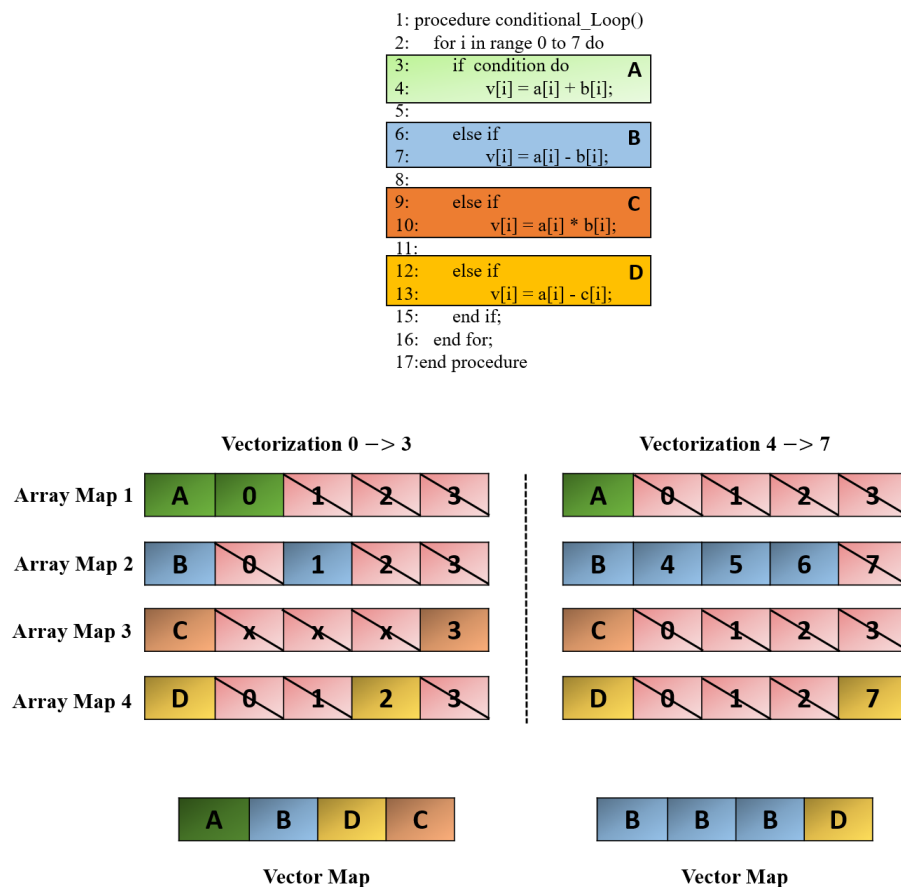 1: procedure conditional_Loop()
2: for i in range 0 to 7 do
3: if condition do A
4: v[i] = a[i] + b[i];
5:
6: else if B
7: v[i] = a[i] - b[i];
8:
9: else if C
10: v[i] = a[i] * b[i];
11:
12: else if D
13: v[i] = a[i] - c[i];
15: end if;
16: end for;
17:end procedure
Vectorization 0 –> 3 Vectorization 4 –> 7
Array Map 1 A 0 1 2 3 A 0 1 2 3
Array Map 2 B 0 1 2 3 B 4 5 6 7
Array Map 3 C x x x 3 C 0 1 2 3
Array Map 4 D 0 1 2 3 D 0 1 2 7
A B D C B B B D
Vector Map Vector Map